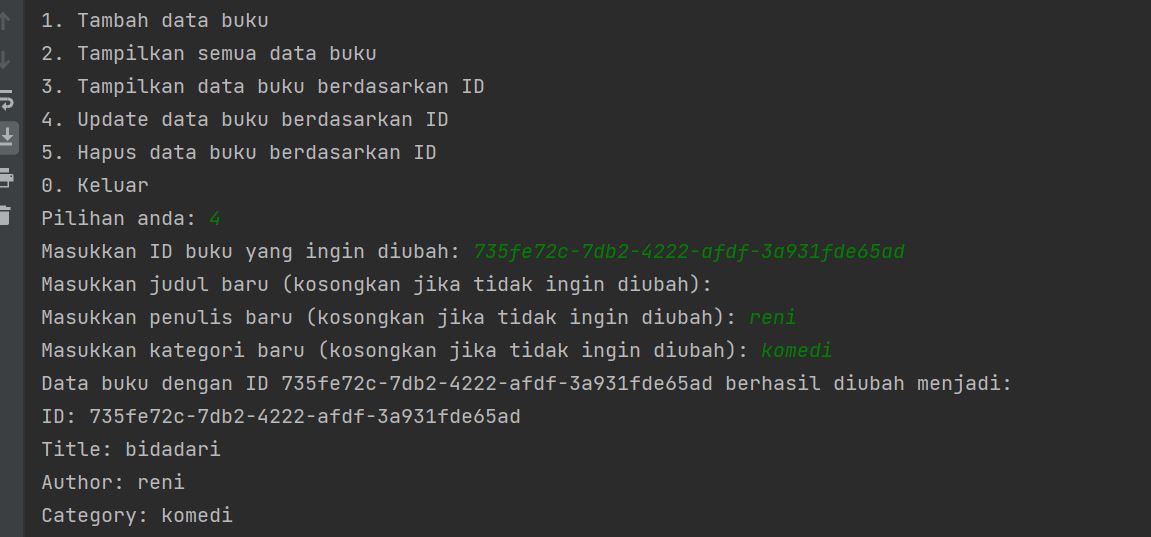 1. Tambah data buku
2. Tampilkan semua data buku
3. Tampilkan data buku berdasarkan ID
4. Update data buku berdasarkan ID
5. Hapus data buku berdasarkan ID
0. Keluar
Pilihan anda: 4
Masukkan ID buku yang ingin diubah: 735fe72c-7db2-4222-afdf-3a931fde65ad
Masukkan judul baru (kosongkan jika tidak ingin diubah):
Masukkan penulis baru (kosongkan jika tidak ingin diubah): reni
Masukkan kategori baru (kosongkan jika tidak ingin diubah): komedi
Data buku dengan ID 735fe72c-7db2-4222-afdf-3a931fde65ad berhasil diubah menjadi:
ID: 735fe72c-7db2-4222-afdf-3a931fde65ad
Title: bidadari
Author: reni
Category: komedi